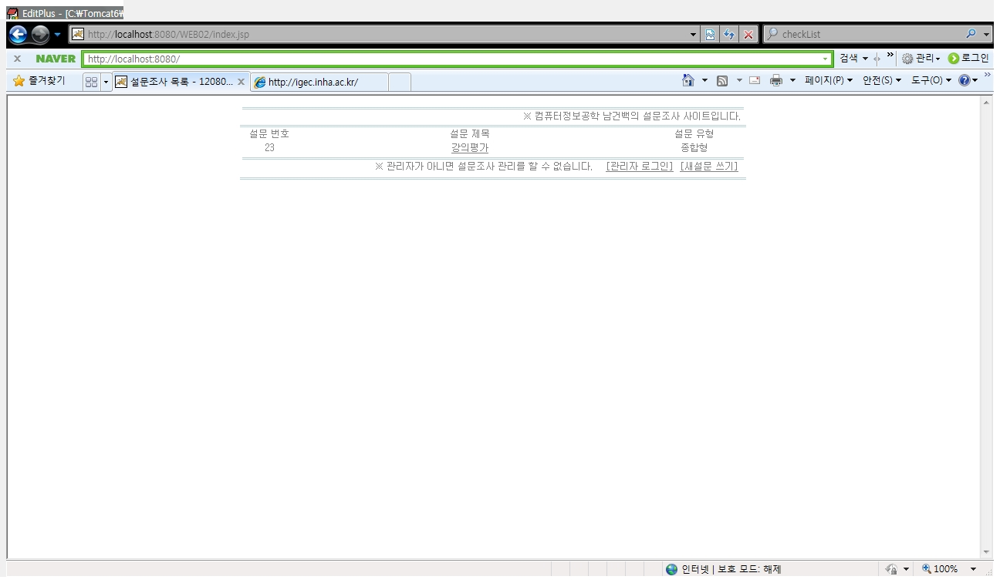 EditPlus - [C:₩Tomcat6₩
http://localhost:8080/WEB02/index.jsp
checkList
x NAVER http://localhost:8080/ 검색 » 관리 로그인
즐겨찾기 설문조사 목록 - 12080... x http://igec.inha.ac.kr/ 페이지(P) 안전(S) 도구(O) »
※ 컴퓨터정보공학 남건백의 설문조사 사이트입니다.
설문 번호 설문 제목 설문 유형
23 강의평가 종합형
※ 관리자가 아니면 설문조사 관리를 할 수 없습니다. [관리자 로그인] [새설문 쓰기]
인터넷 | 보호 모드: 해제 100%